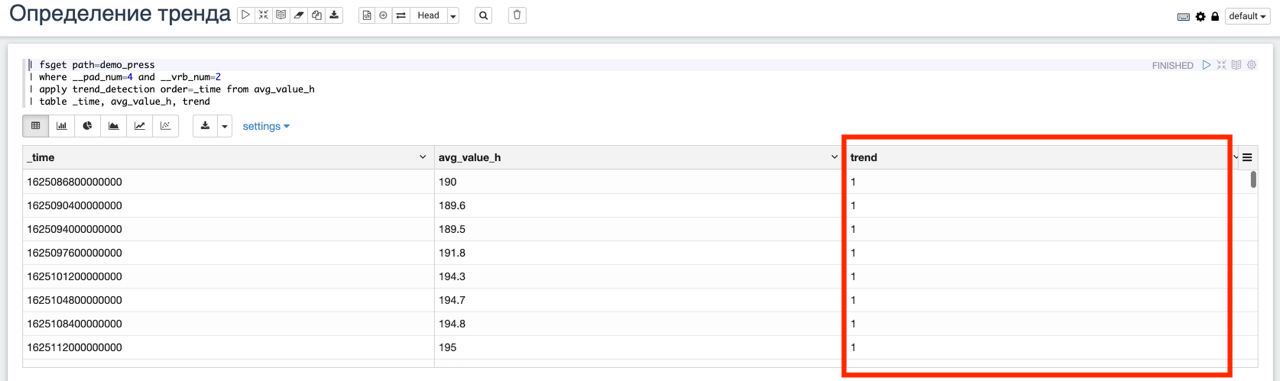 Определение тренда Head default
| fsget path=demo_press FINISHED
| where __pad_num=4 and __vrb_num=2
| apply trend_detection order=_time from avg_value_h
| table _time, avg_value_h, trend
settings
_time avg_value_h trend
1625086800000000 190 1
1625090400000000 189.6 1
1625094000000000 189.5 1
1625097600000000 191.8 1
1625101200000000 194.3 1
1625104800000000 194.7 1
1625108400000000 194.8 1
1625112000000000 195 1